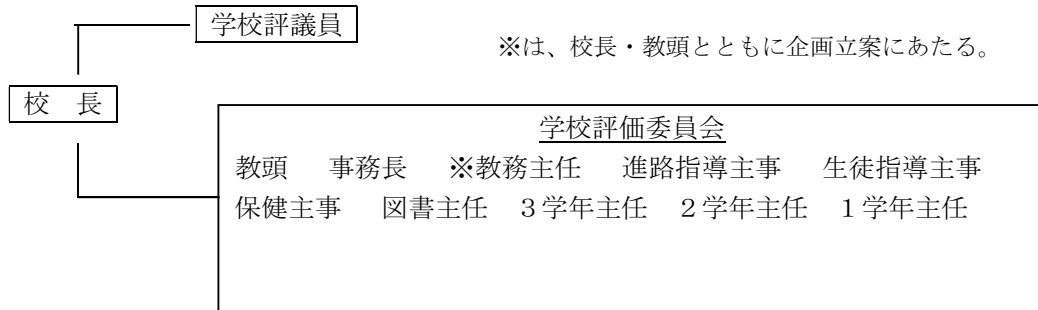 学校評議員
※は、校長・教頭とともに企画立案にあたる。
校 長
学校評価委員会
教頭 事務長 ※教務主任 進路指導主事 生徒指導主事
保健主事 図書主任 3学年主任 2学年主任 1学年主任